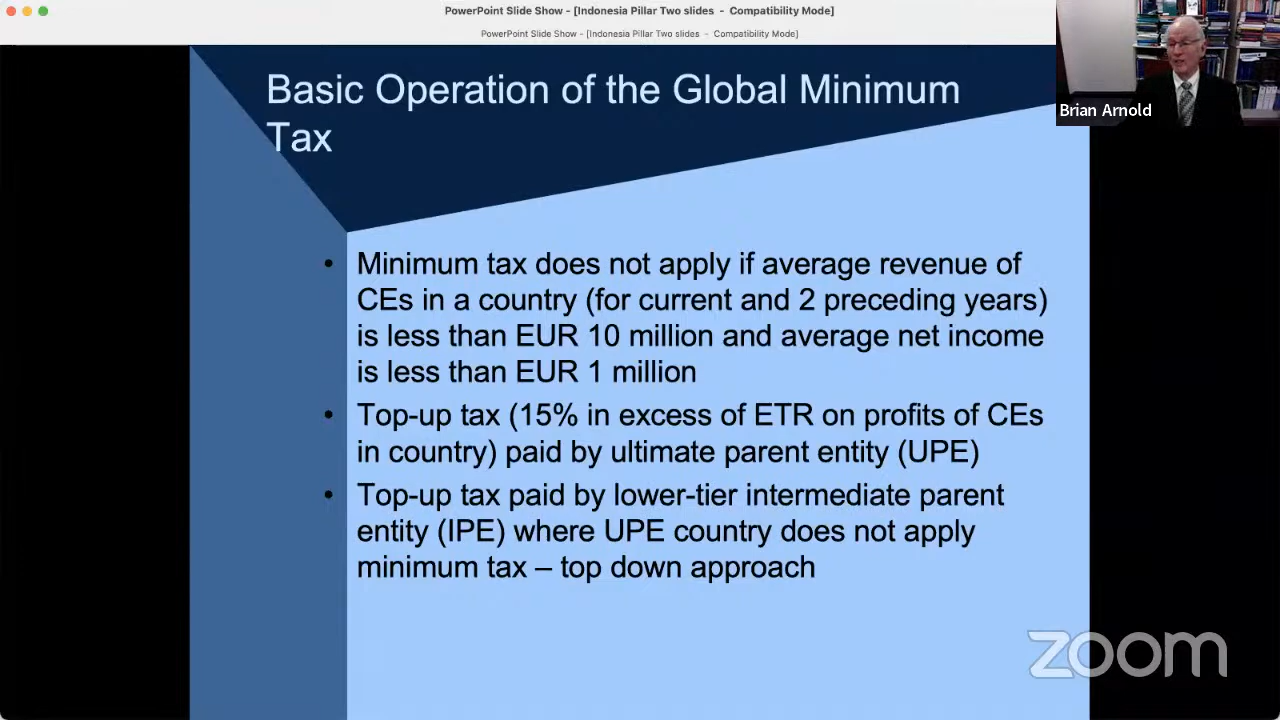 PowerPoint Slide Show - [Indonesia Pillar Two slides - Compatibility Mode]
PowerPoint Slide Show - [Indonesia Pillar Two slides - Compatibility Mode]
Brian Arnold
Basic Operation of the Global Minimum
Tax
• Minimum tax does not apply if average revenue of
CEs in a country (for current and 2 preceding years)
is less than EUR 10 million and average net income
is less than EUR 1 million
• Top-up tax (15% in excess of ETR on profits of CEs
in country) paid by ultimate parent entity (UPE)
• Top-up tax paid by lower-tier intermediate parent
entity (IPE) where UPE country does not apply
minimum tax – top down approach
zoom